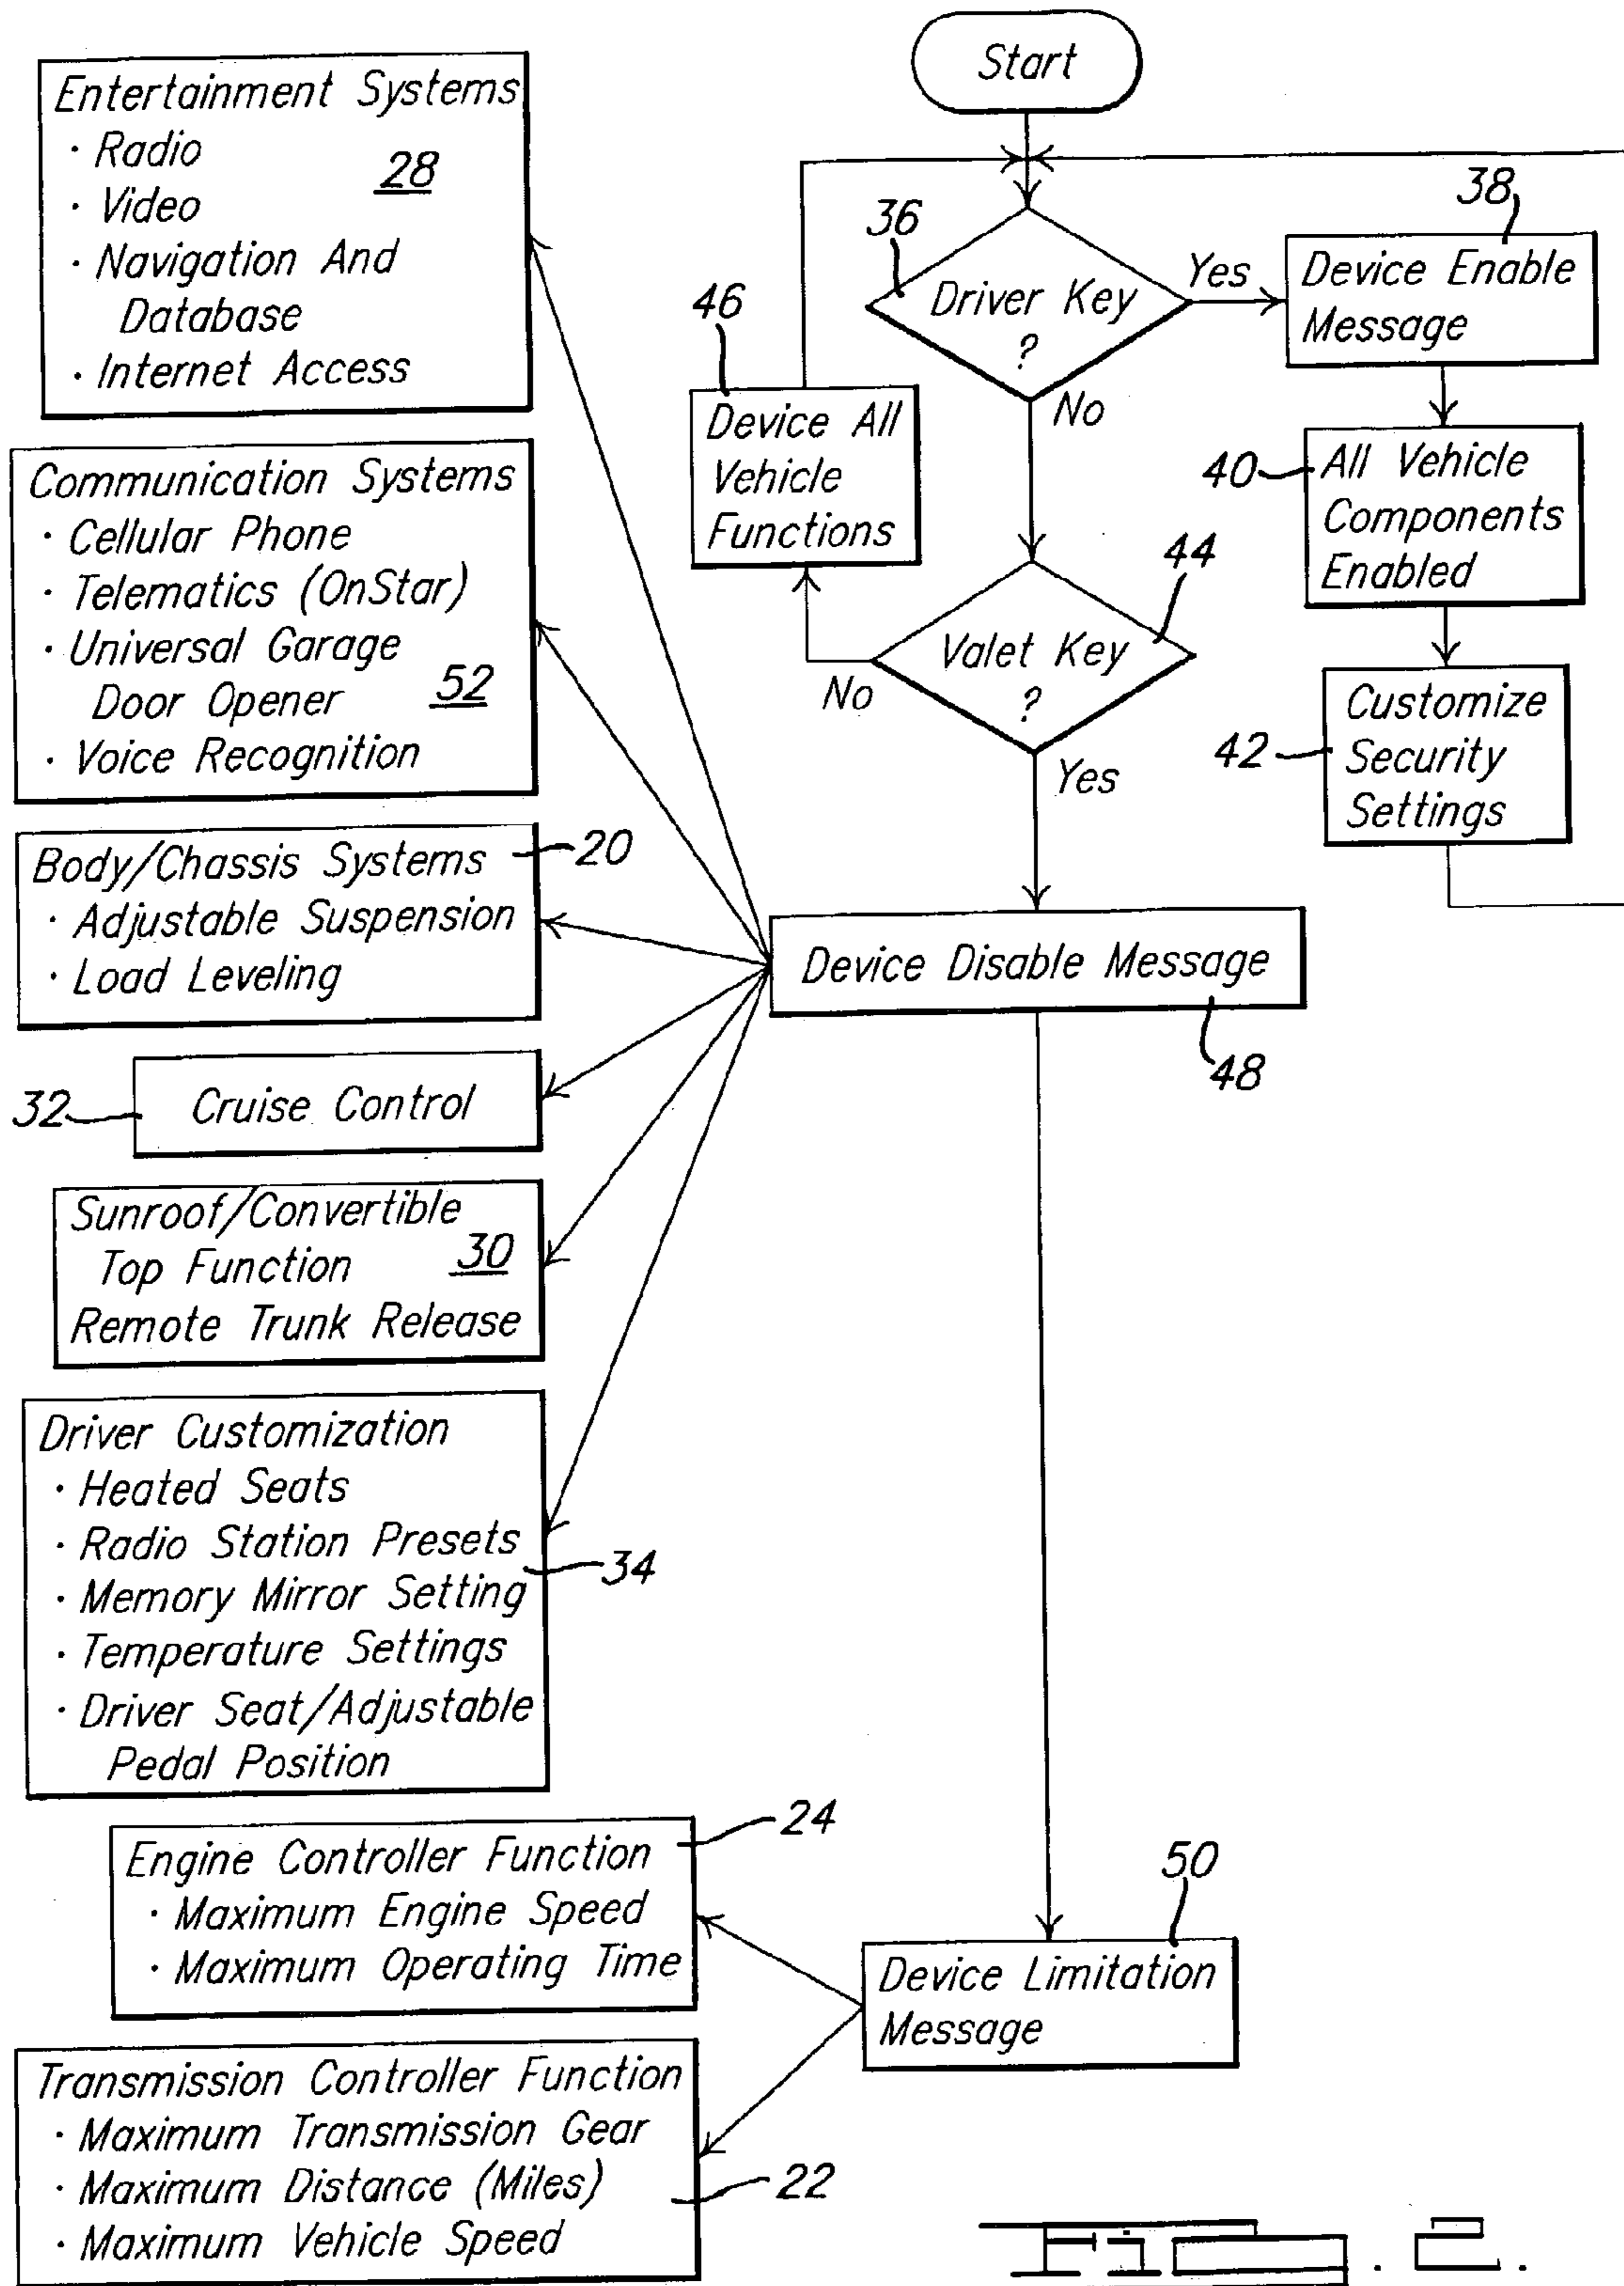 Start
Entertainment Systems
· Radio
28
· Video
· Navigation And
Database
· Internet Access
36
Driver Key
?
Yes
No
38
Device Enable
Message
46
Device All
Vehicle
Functions
40
All Vehicle
Components
Enabled
Communication Systems
· Cellular Phone
· Telematics (OnStar)
· Universal Garage
Door Opener
52
· Voice Recognition
44
Valet Key
?
No
Yes
42
Customize
Security
Settings
Body/Chassis Systems
20
· Adjustable Suspension
· Load Leveling
Device Disable Message
48
32
Cruise Control
Sunroof/Convertible
Top Function
30
Remote Trunk Release
Driver Customization
· Heated Seats
· Radio Station Presets
34
· Memory Mirror Setting
· Temperature Settings
· Driver Seat/Adjustable
Pedal Position
24
Engine Controller Function
· Maximum Engine Speed
· Maximum Operating Time
50
Device Limitation
Message
Transmission Controller Function
· Maximum Transmission Gear
· Maximum Distance (Miles)
22
· Maximum Vehicle Speed
FIG. 2.